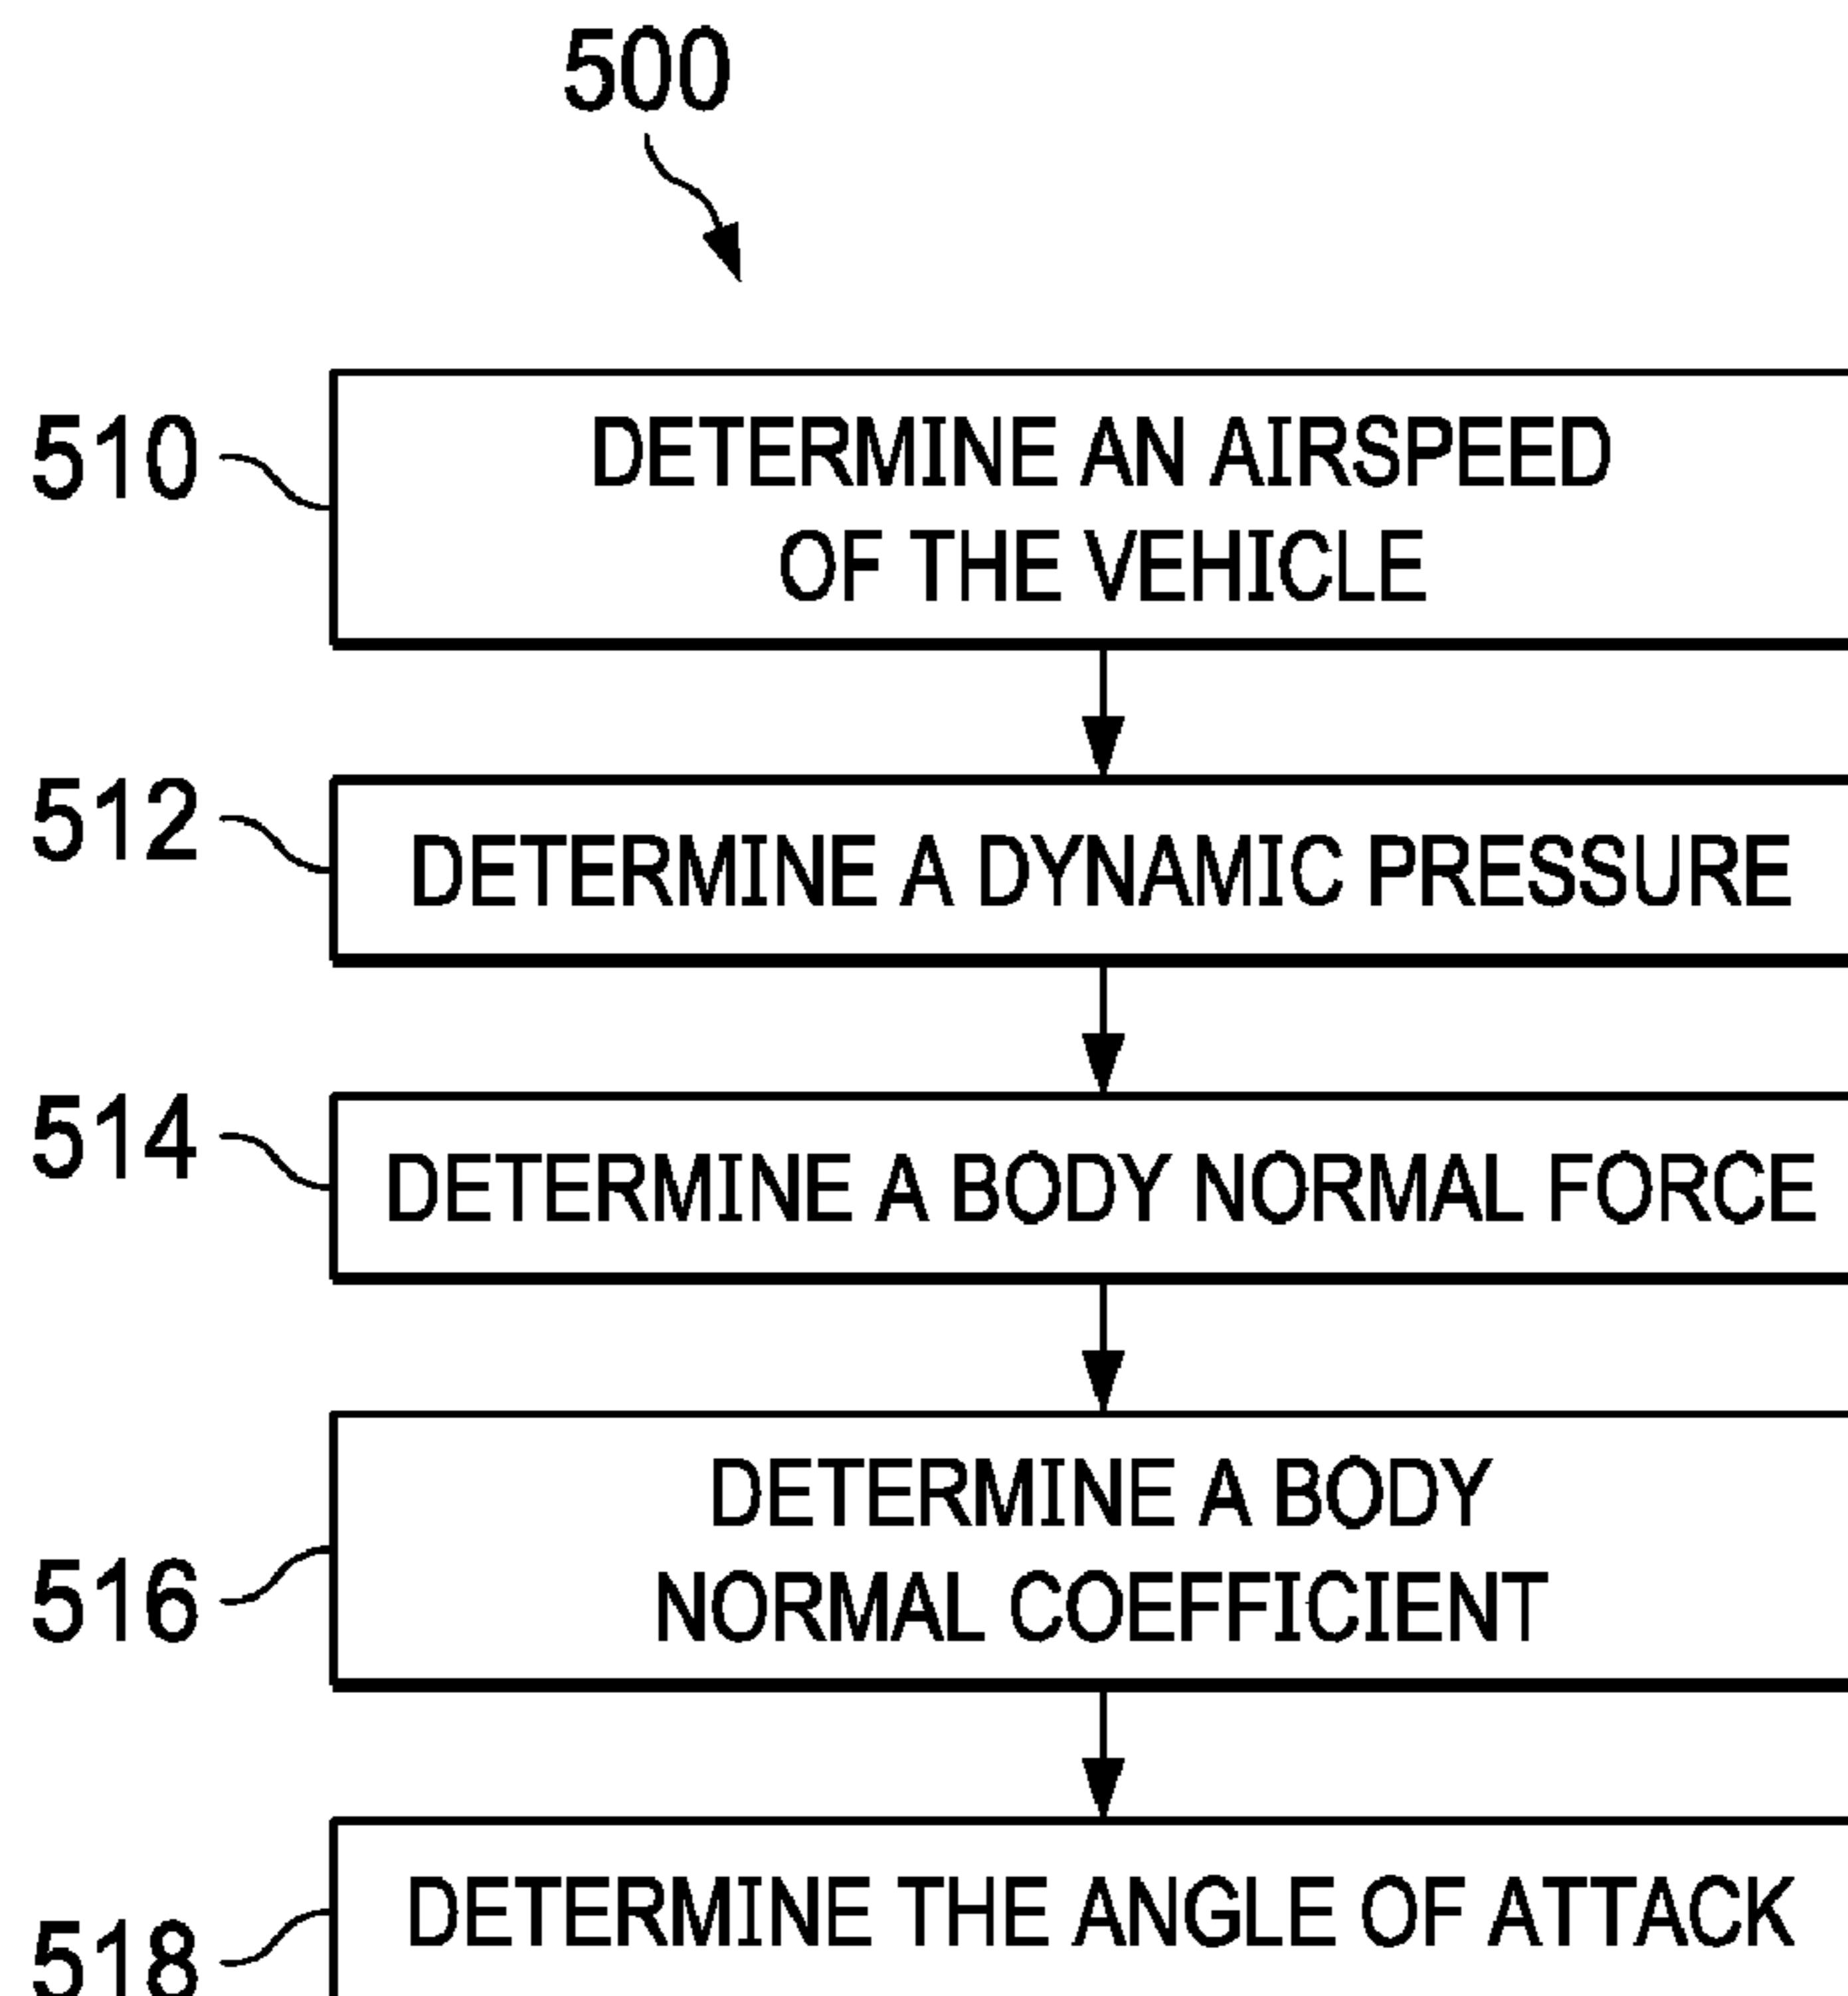 500
510
DETERMINE AN AIRSPEED
OF THE VEHICLE
512
DETERMINE A DYNAMIC PRESSURE
514
DETERMINE A BODY NORMAL FORCE
516
DETERMINE A BODY
NORMAL COEFFICIENT
518
DETERMINE THE ANGLE OF ATTACK